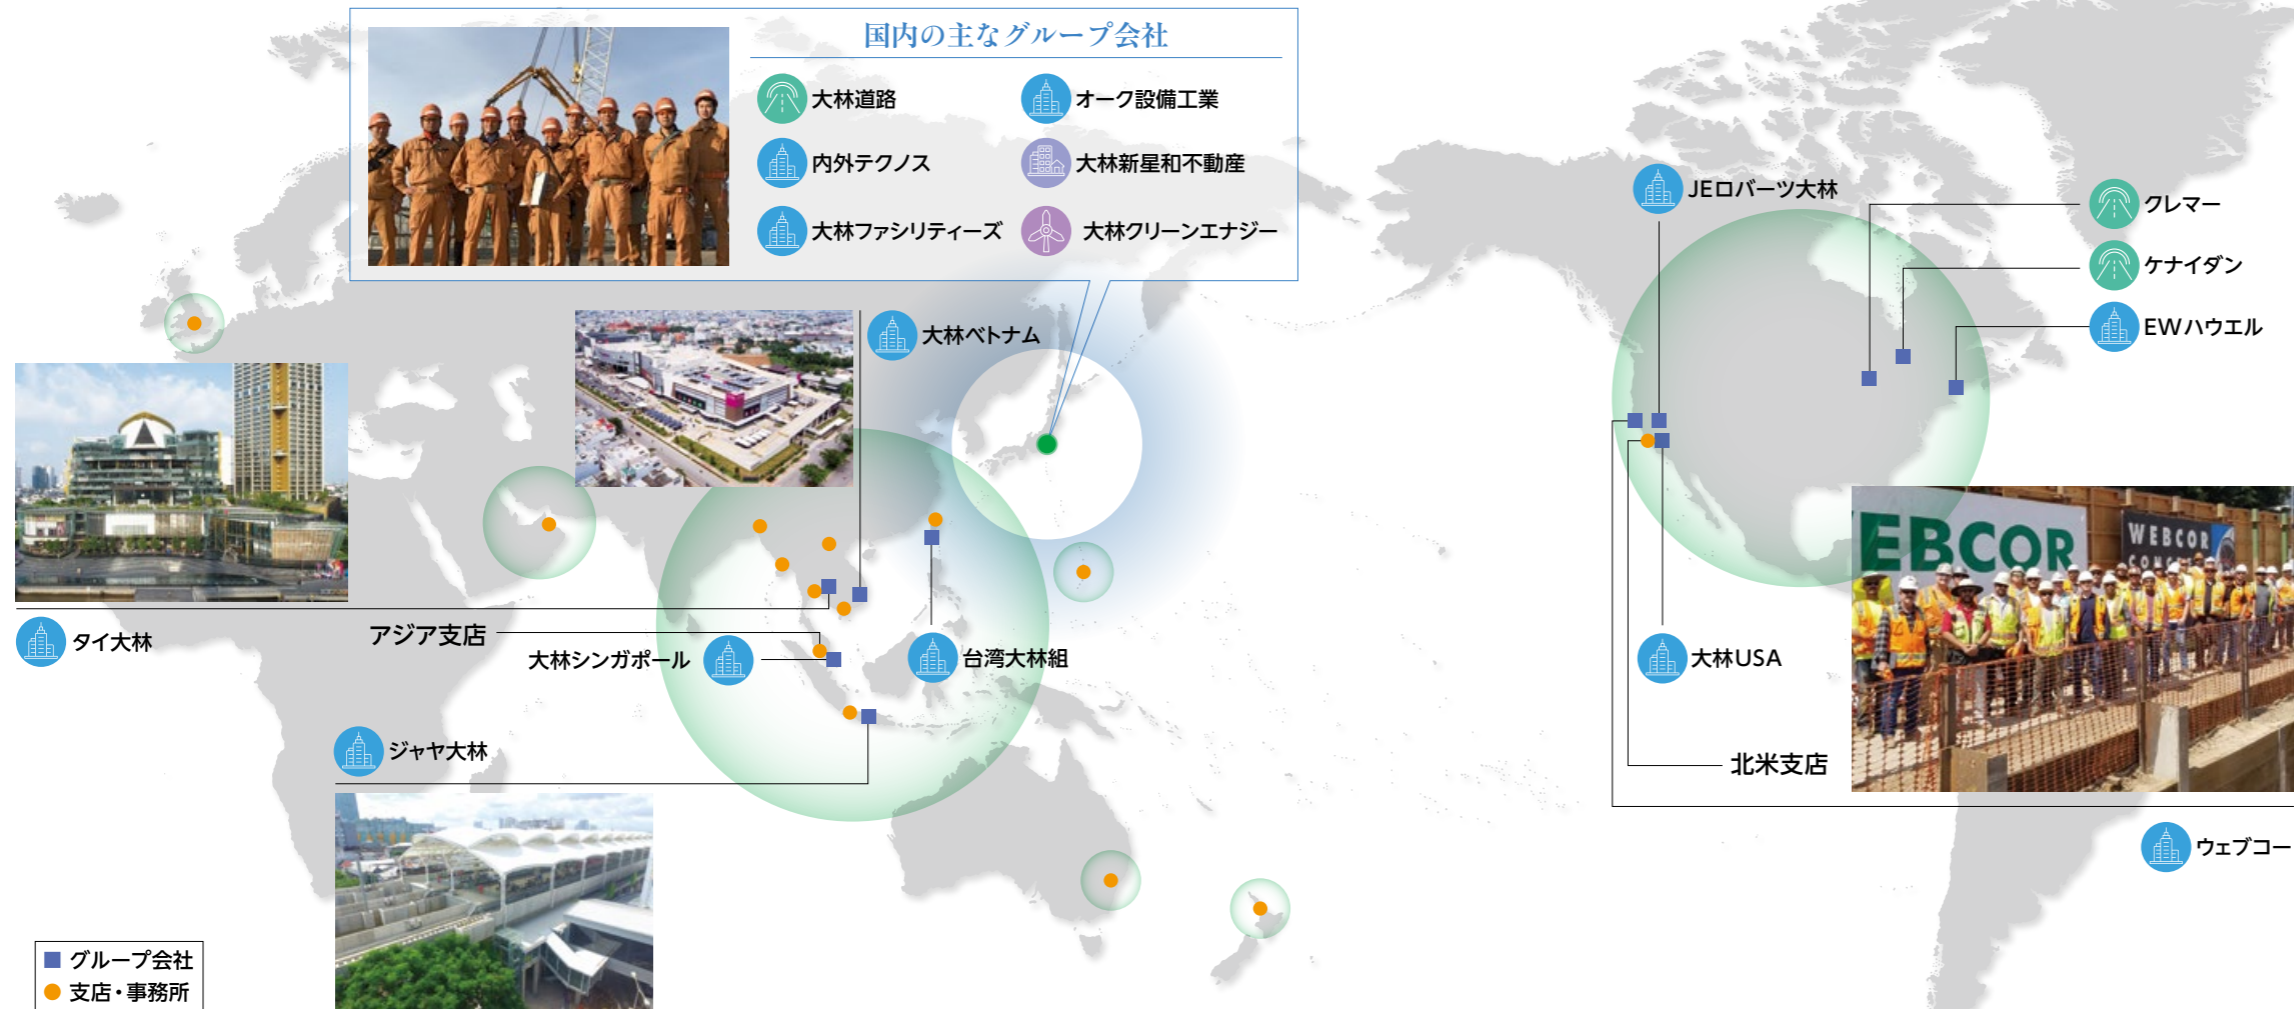 国内の主なグループ会社
大林道路
オーク設備工業
内外テクノス
大林新星和不動産
大林ファシリティーズ
大林クリーンエナジー
JEロバーツ大林
クレマー
ケナイダン
EWハウエル
大林ベトナム
タイ大林
アジア支店
大林シンガポール
台湾大林組
ジャヤ大林
大林USA
北米支店
EBCOR
WEBCOR
ウェブコー
グループ会社
支店・事務所